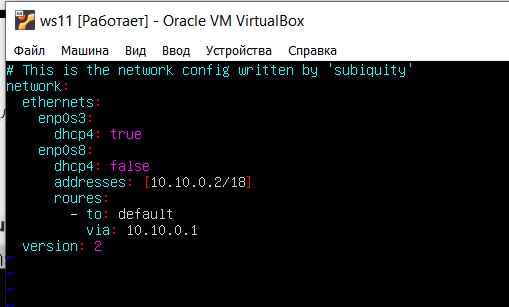 ws11 [Работает] - Oracle VM VirtualBox
Файл Машина Вид Ввод Устройства Справка
# This is the network config written by 'subiquity'
network:
  ethernets:
    enp0s3:
      dhcp4: true
    enp0s8:
      dhcp4: false
      addresses: [10.10.0.2/18]
      roures:
        - to: default
          via: 10.10.0.1
  version: 2
~
~
~